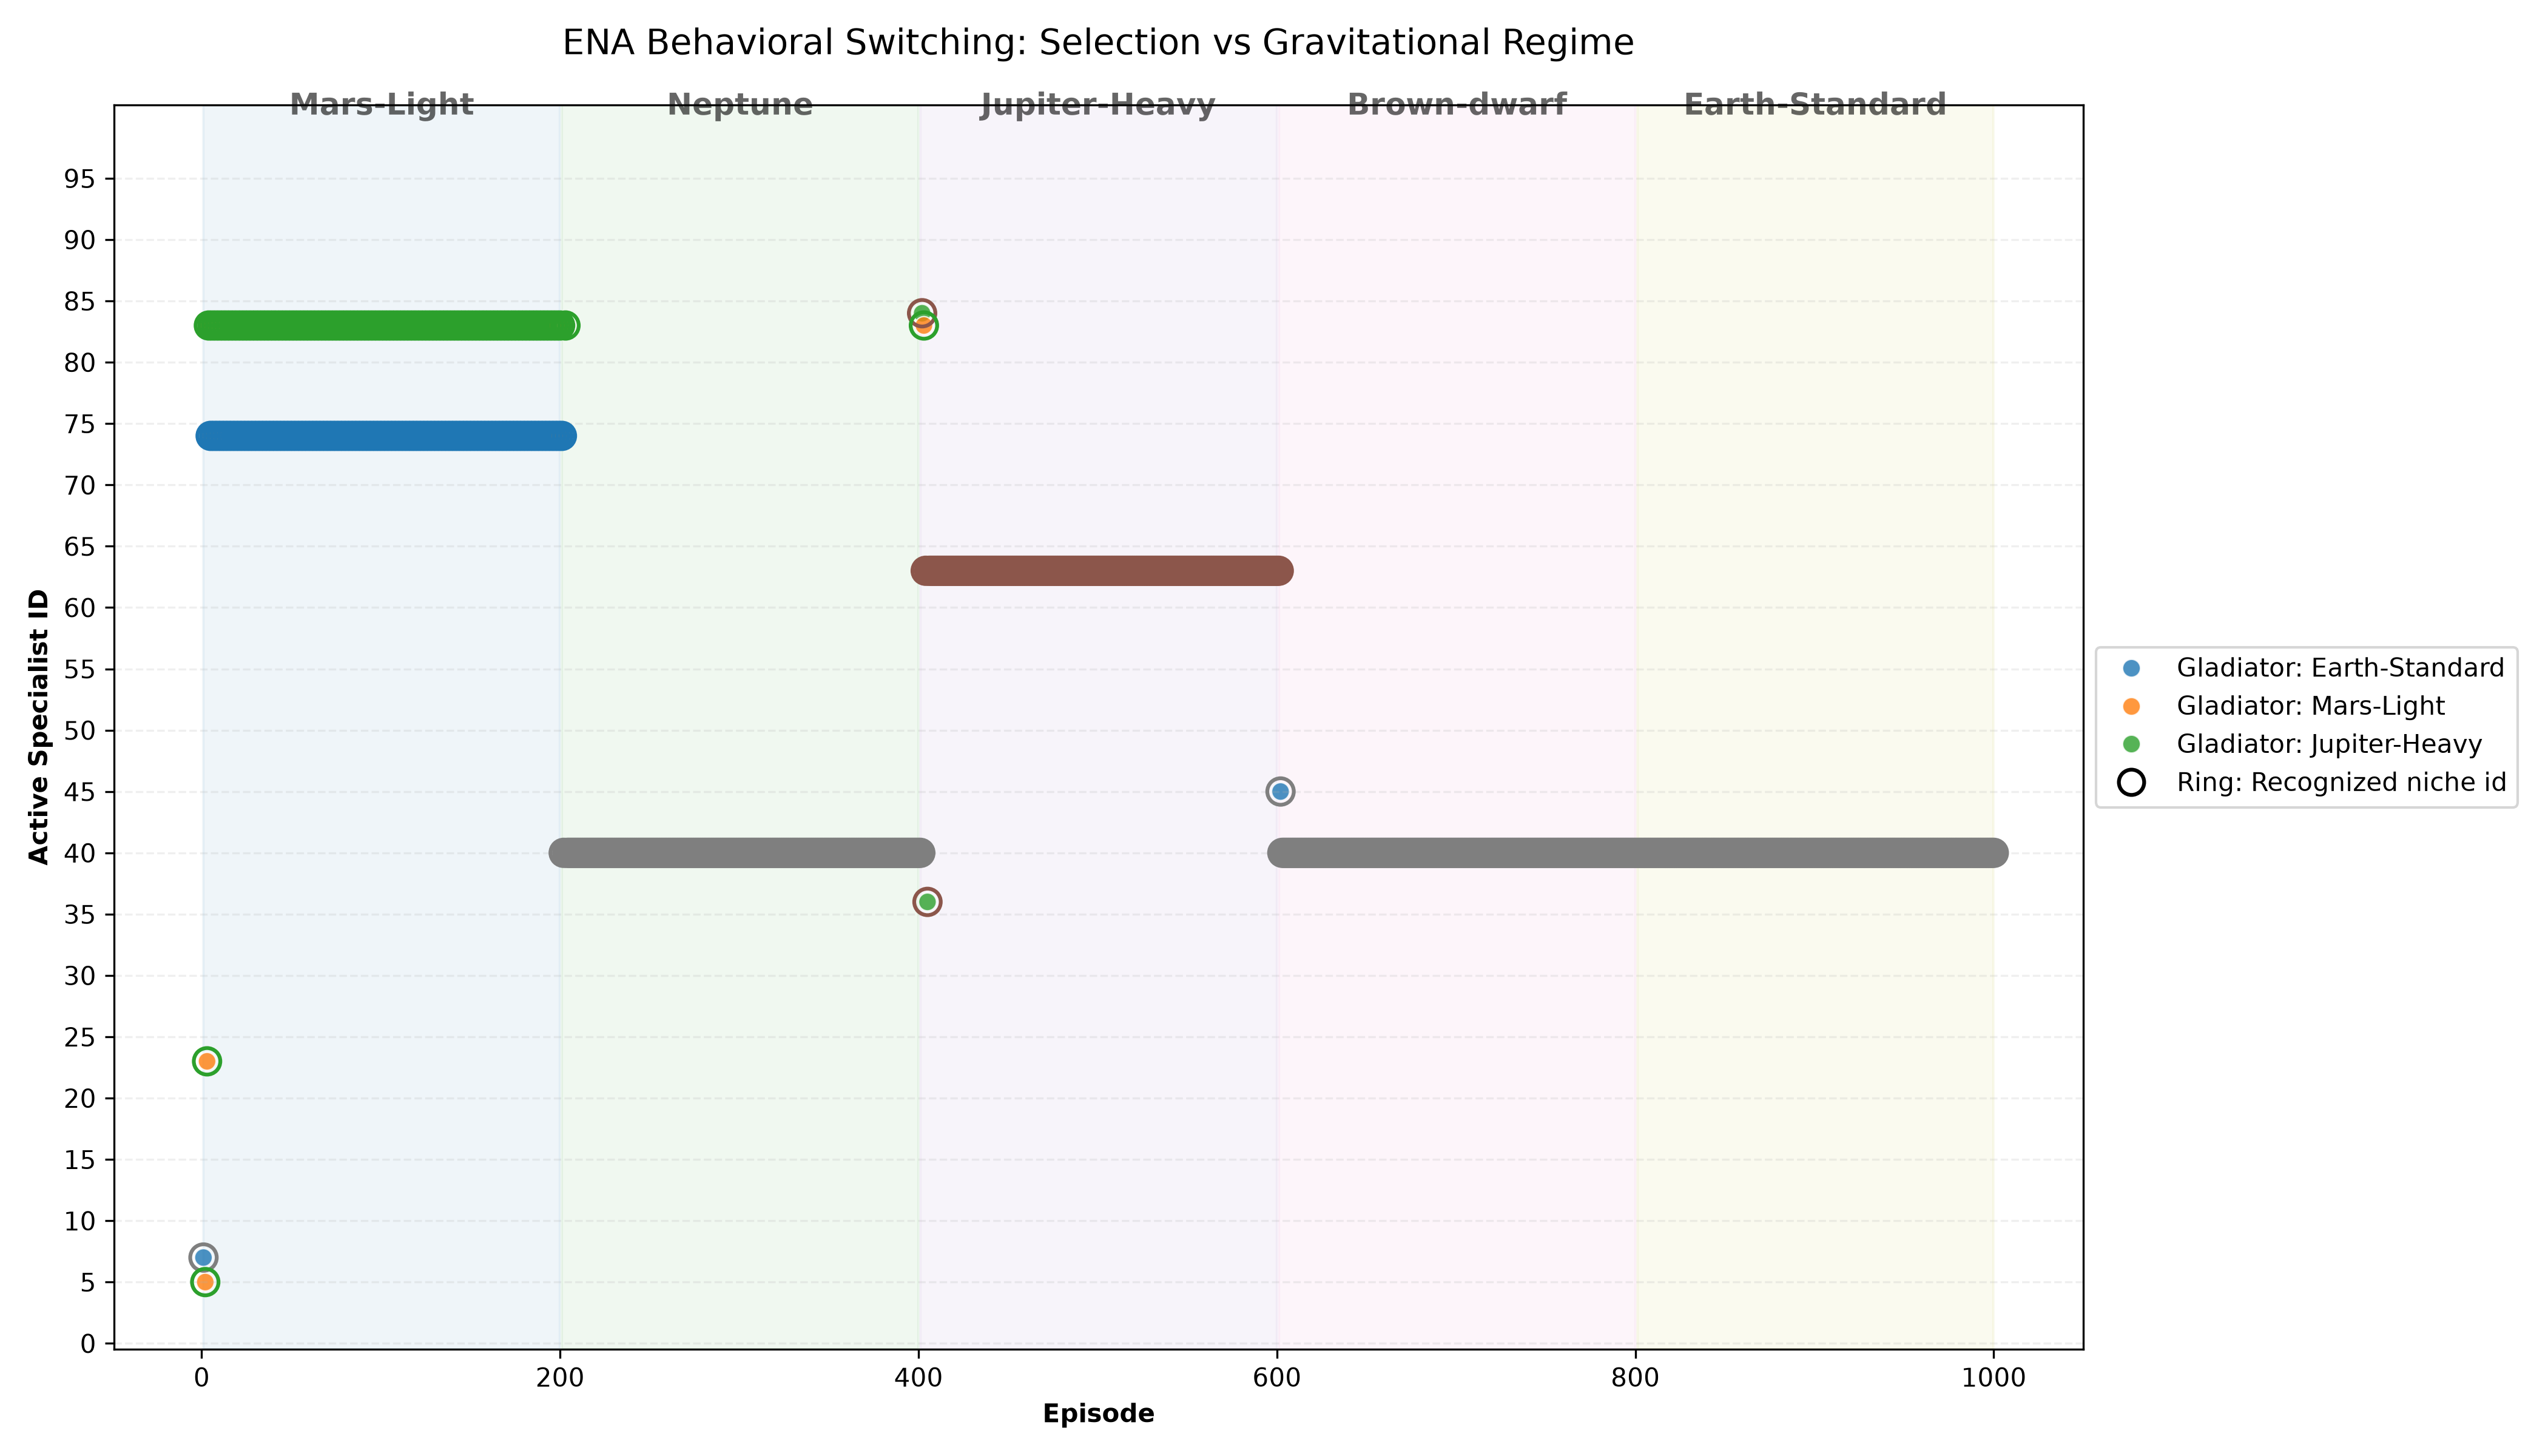 ENA Behavioral Switching: Selection vs Gravitational Regime
Mars-Light Neptune Jupiter-Heavy Brown-dwarf Earth-Standard
95
90
85
80
75
70
65
60
55
50
45
40
35
30
25
20
15
10
5
0
Active Specialist ID
0 200 400 600 800 1000
Episode
Gladiator: Earth-Standard
Gladiator: Mars-Light
Gladiator: Jupiter-Heavy
Ring: Recognized niche id